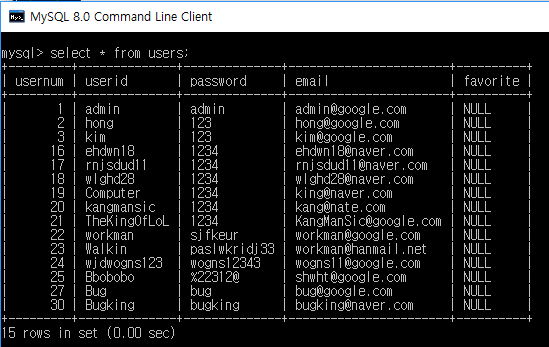 MySQL 8.0 Command Line Client
mysql> select * from users;
+---------+--------------+--------------+----------------------+----------+
| usernum | userid | password | email | favorite |
+---------+--------------+--------------+----------------------+----------+
| 1 | admin | admin | admin@google.com | NULL |
| 2 | hong | 123 | hong@google.com | NULL |
| 3 | kim | 123 | kim@google.com | NULL |
| 16 | ehdwn18 | 1234 | ehdwn18@naver.com | NULL |
| 17 | rnjsdud11 | 1234 | rnjsdud11@naver.com | NULL |
| 18 | wlghd28 | 1234 | wlghd28@naver.com | NULL |
| 19 | Computer | 1234 | king@naver.com | NULL |
| 20 | kangmansic | 1234 | kang@nate.com | NULL |
| 21 | TheKingOfLoL | 1234 | KangManSic@google.com | NULL |
| 22 | workman | sjfkeur | workman@google.com | NULL |
| 23 | Walkin | paslwkridj33 | workman@hanmail.net | NULL |
| 24 | wjdwogns123 | wogns12343 | wogns11@google.com | NULL |
| 25 | Bbobobo | %22312@ | shwht@google.com | NULL |
| 27 | Bug | bug | bug@google.com | NULL |
| 30 | Bugking | bugking | bugking@naver.com | NULL |
+---------+--------------+--------------+----------------------+----------+
15 rows in set (0.00 sec)